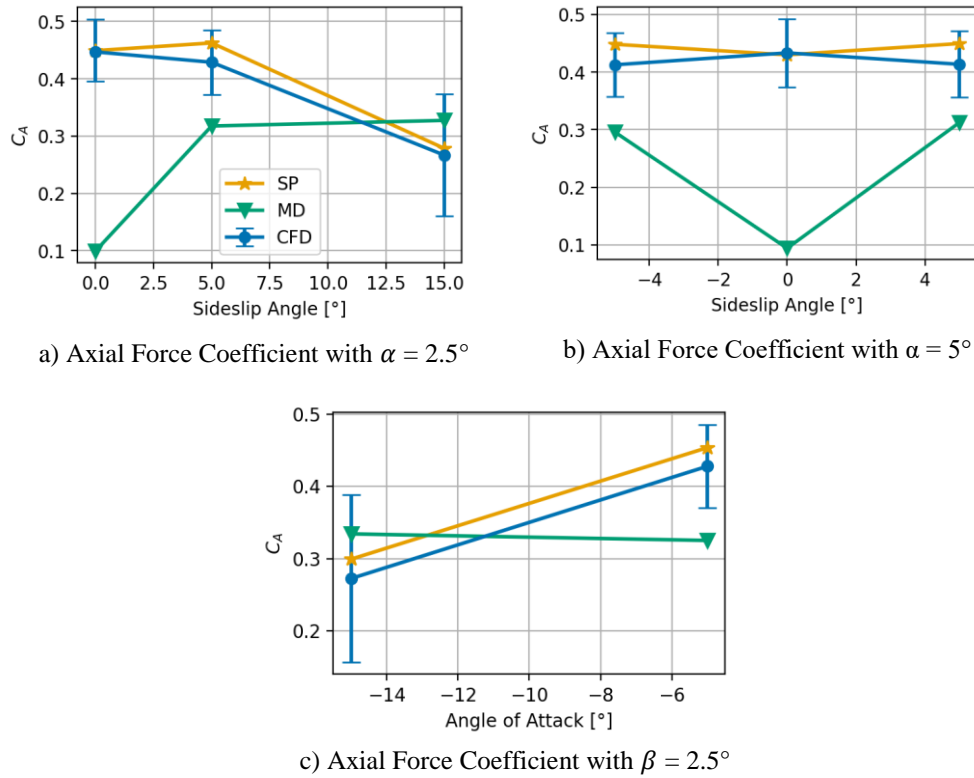 0.5
0.4
0.3
0.2
0.1
C_A
SP
MD
CFD
0.0 2.5 5.0 7.5 10.0 12.5 15.0
Sideslip Angle [°]
a) Axial Force Coefficient with 𝛼 = 2.5°
0.5
0.4
0.3
0.2
0.1
C_A
−4 −2 0 2 4
Sideslip Angle [°]
b) Axial Force Coefficient with α = 5°
0.5
0.4
0.3
0.2
C_A
−14 −12 −10 −8 −6
Angle of Attack [°]
c) Axial Force Coefficient with 𝛽 = 2.5°